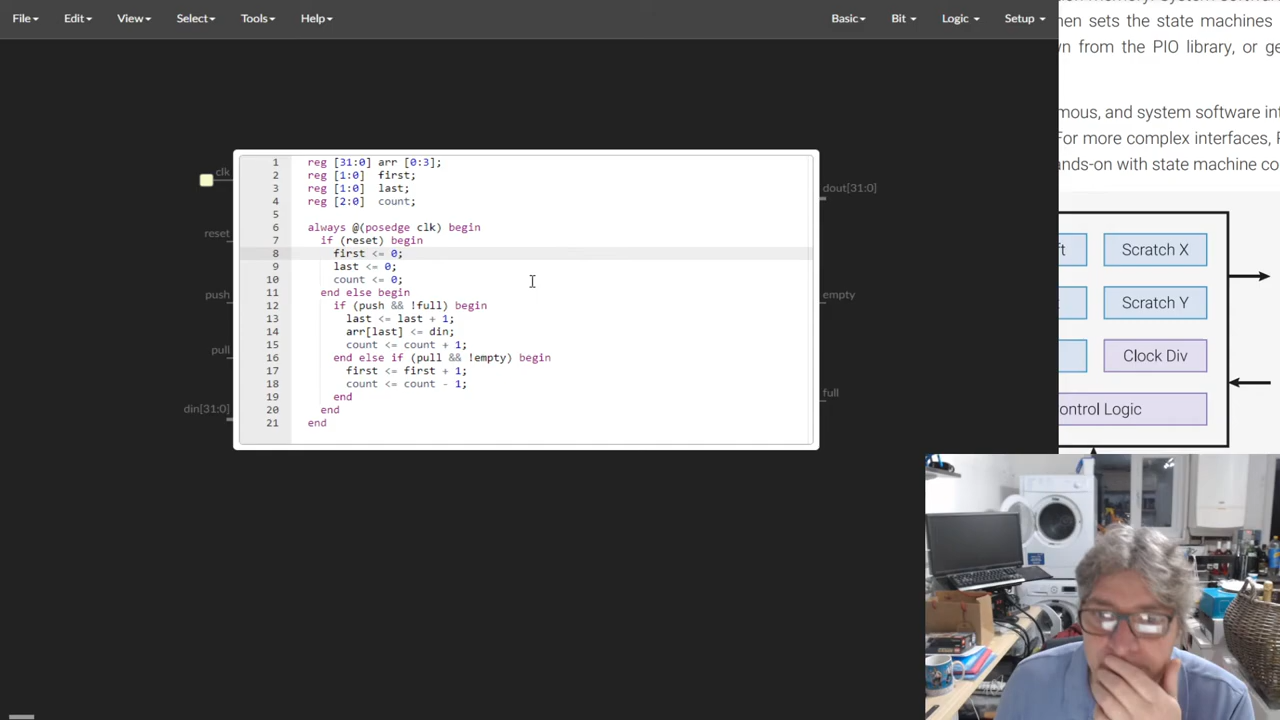 File Edit View Select Tools Help Basic Bit Logic Setup
en sets the state machines
n from the PIO library, or ge
mous, and system software in
For more complex interfaces, P
ands-on with state machine co
clk
reset
push
pull
din[31:0]
1 reg [31:0] arr [0:3];
2 reg [1:0] first;
3 reg [1:0] last;
4 reg [2:0] count;
5
6 always @(posedge clk) begin
7 if (reset) begin
8 first <= 0;
9 last <= 0;
10 count <= 0;
11 end else begin
12 if (push && !full) begin
13 last <= last + 1;
14 arr[last] <= din;
15 count <= count + 1;
16 end else if (pull && !empty) begin
17 first <= first + 1;
18 count <= count - 1;
19 end
20 end
21 end
dout[31:0]
empty
full
ft Scratch X
Scratch Y
Clock Div
ontrol Logic